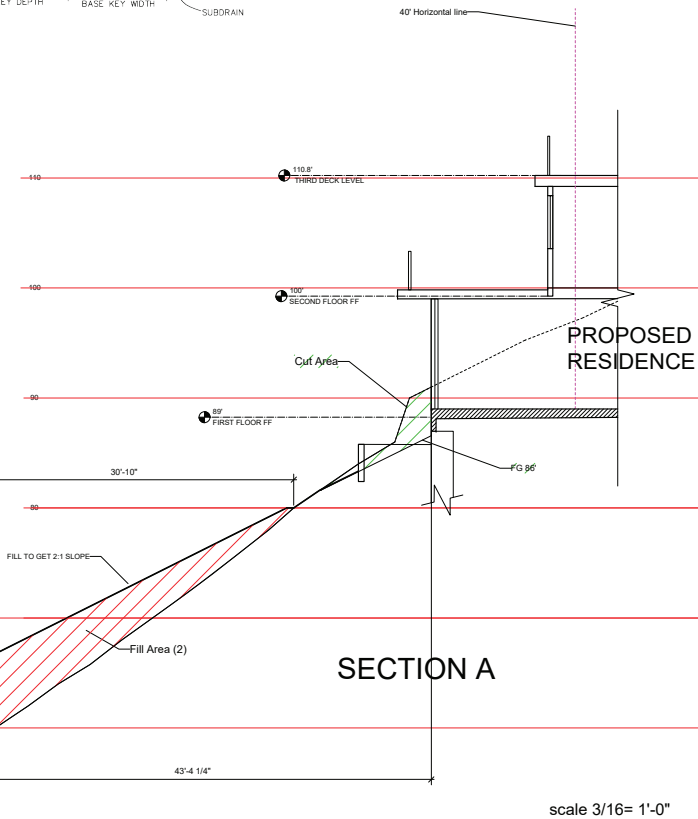 EY DEPTH
BASE KEY WIDTH
SUBDRAIN
40' Horizontal line
110.8'
THIRD DECK LEVEL
110
100'
SECOND FLOOR FF
100
PROPOSED
RESIDENCE
Cut Area
90
89'
FIRST FLOOR FF
FG 86'
30'-10"
80
FILL TO GET 2:1 SLOPE
Fill Area (2)
SECTION A
43'-4 1/4"
scale 3/16= 1'-0"